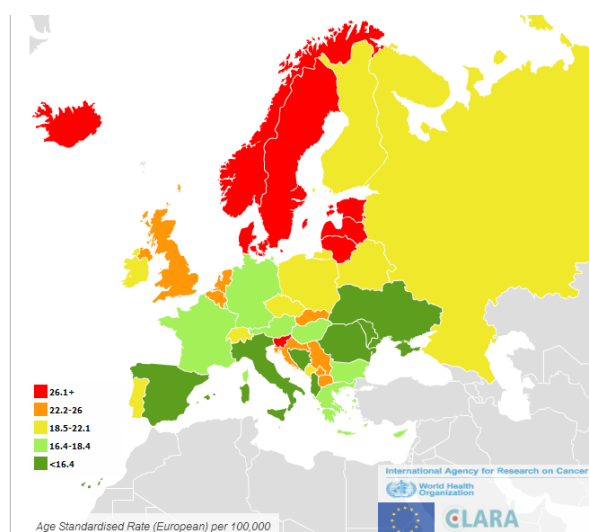 26.1+
22.2-26
18.5-22.1
16.4-18.4
<16.4
International Agency for Research on Cancer
World Health
Organization
CLARA
Age Standardised Rate (European) per 100,000